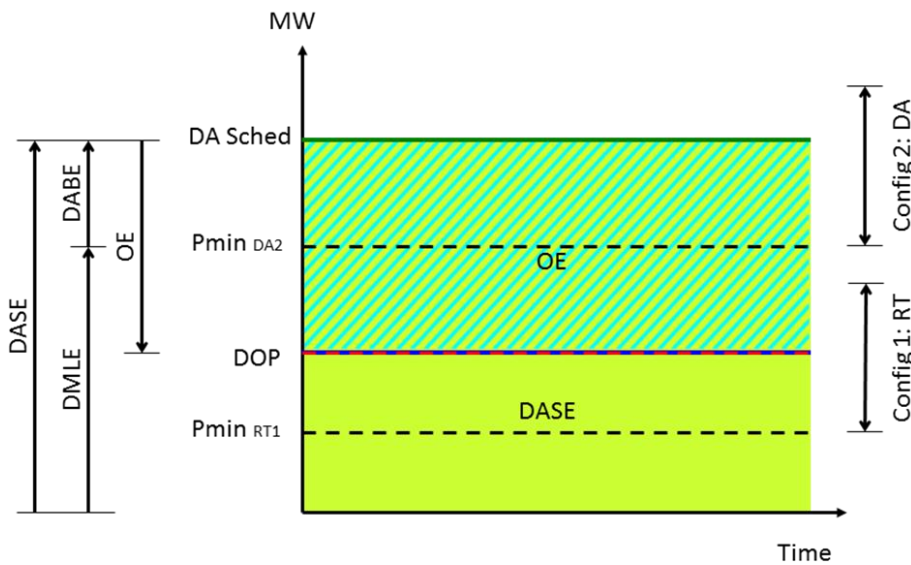 MW
DA Sched
Config 2: DA
DABE
Pmin DA2
OE
OE
DASE
DMLE
DOP
Config 1: RT
DASE
Pmin RT1
Time